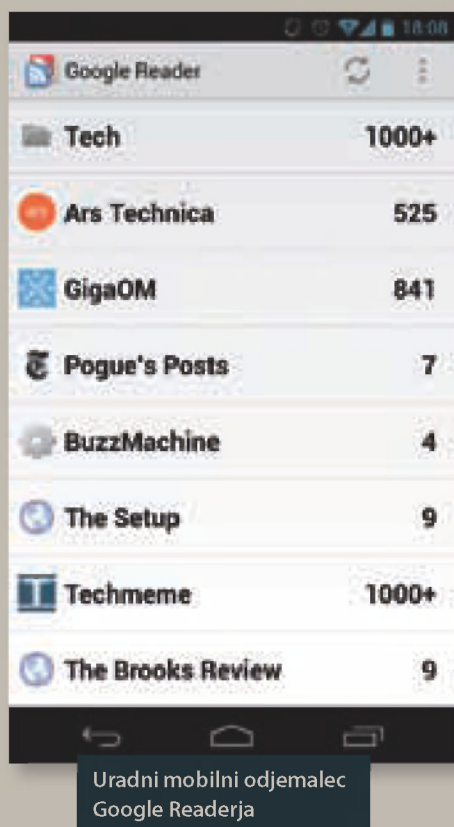 18:08
Google Reader
Tech 1000+
Ars Technica 525
GigaOM 841
Pogue's Posts 7
BuzzMachine 4
The Setup 9
Techmeme 1000+
The Brooks Review 9
Uradni mobilni odjemalec
Google Readerja